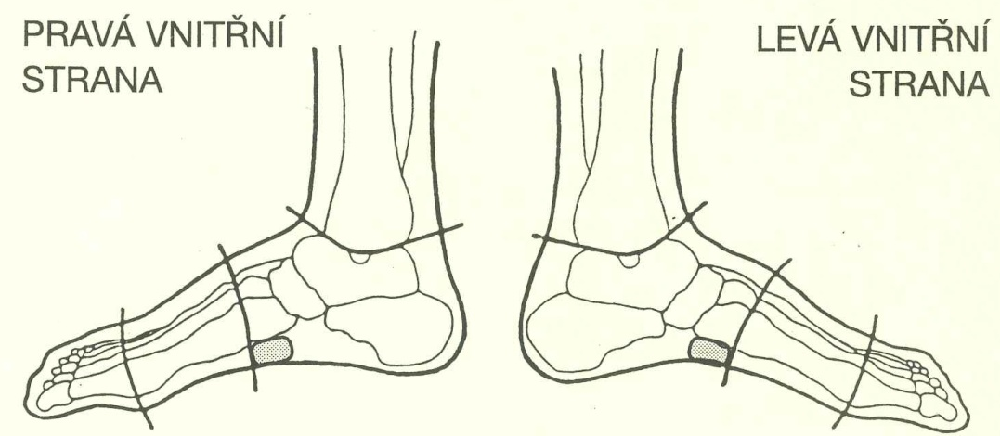 PRAVÁ VNITŘNÍ
STRANA
LEVÁ VNITŘNÍ
STRANA